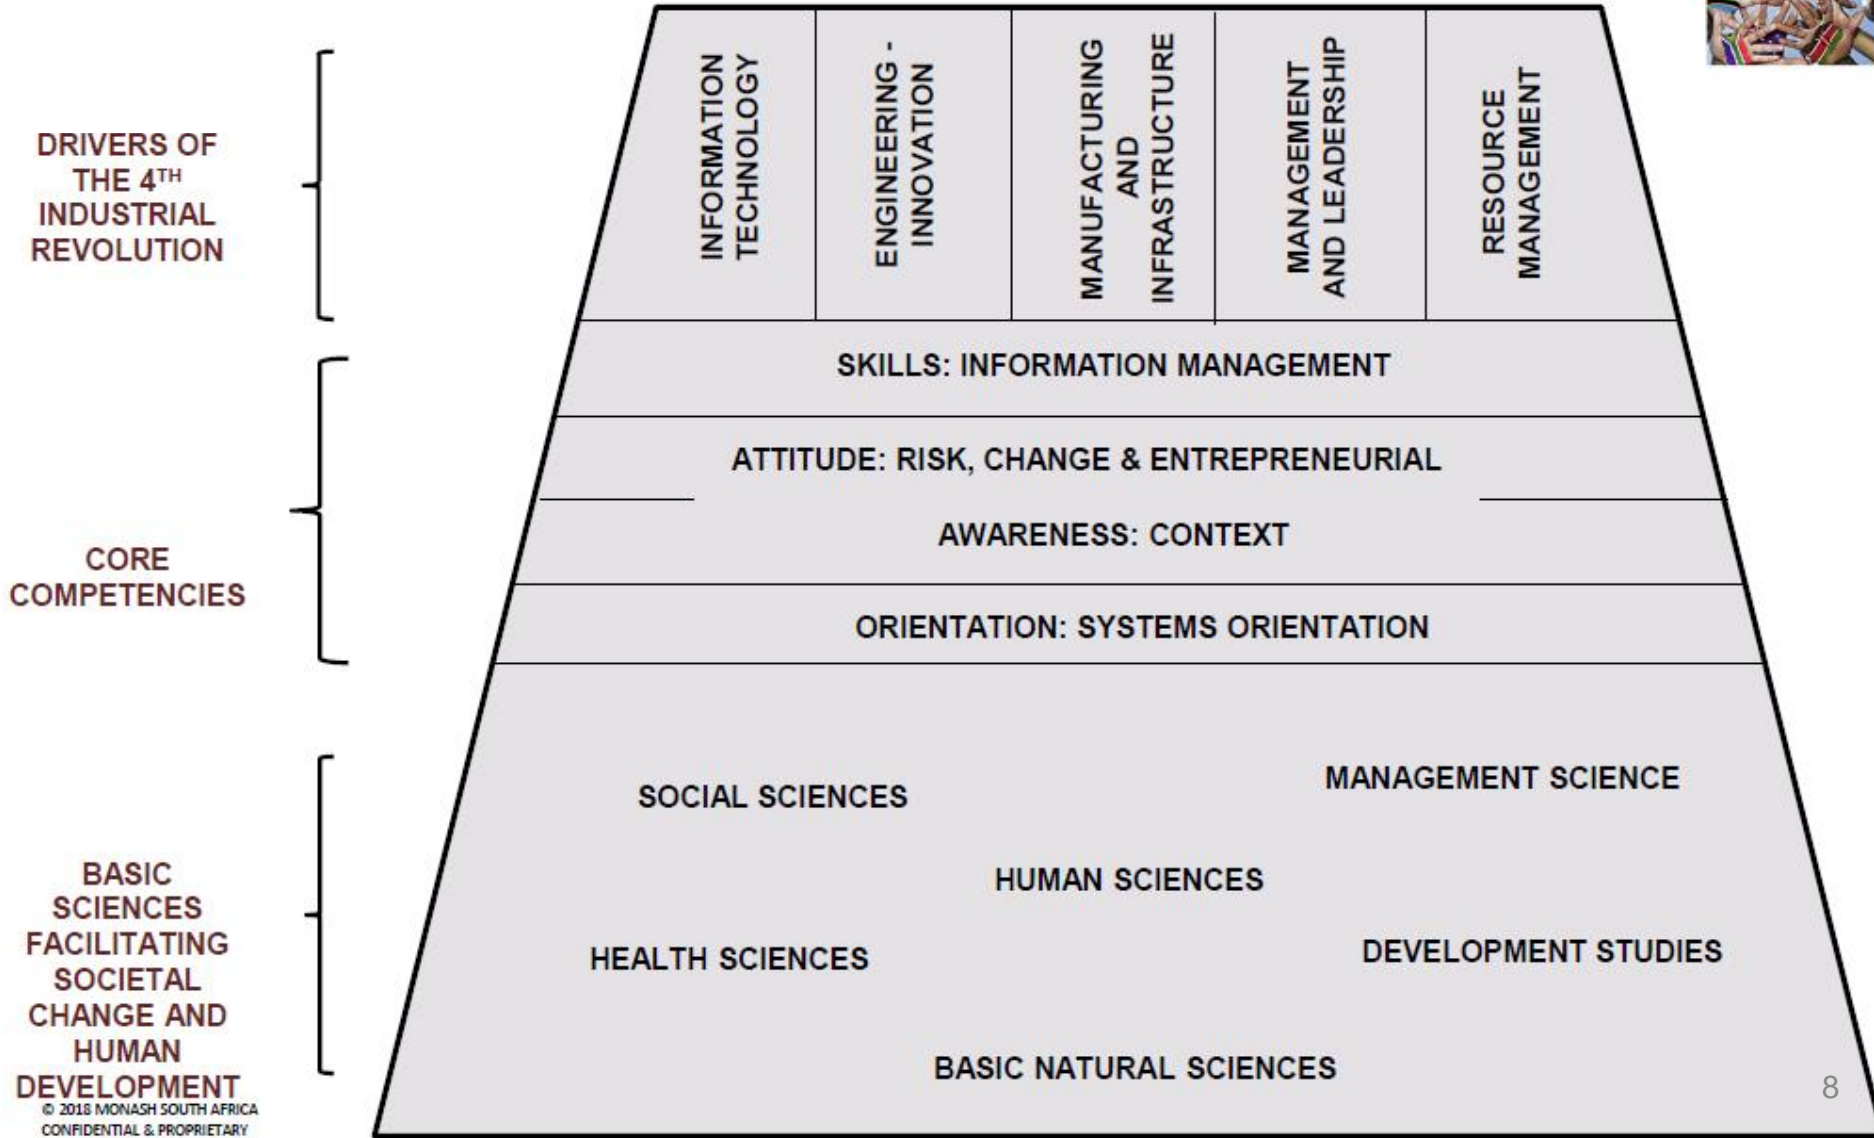 DRIVERS OF
THE 4TH
INDUSTRIAL
REVOLUTION
INFORMATION
TECHNOLOGY
ENGINEERING -
INNOVATION
MANUFACTURING
AND
INFRASTRUCTURE
MANAGEMENT
AND LEADERSHIP
RESOURCE
MANAGEMENT
CORE
COMPETENCIES
SKILLS: INFORMATION MANAGEMENT
ATTITUDE: RISK, CHANGE & ENTREPRENEURIAL
AWARENESS: CONTEXT
ORIENTATION: SYSTEMS ORIENTATION
BASIC
SCIENCES
FACILITATING
SOCIETAL
CHANGE AND
HUMAN
DEVELOPMENT
SOCIAL SCIENCES
MANAGEMENT SCIENCE
HUMAN SCIENCES
HEALTH SCIENCES
DEVELOPMENT STUDIES
BASIC NATURAL SCIENCES
© 2018 MONASH SOUTH AFRICA
CONFIDENTIAL & PROPRIETARY
8